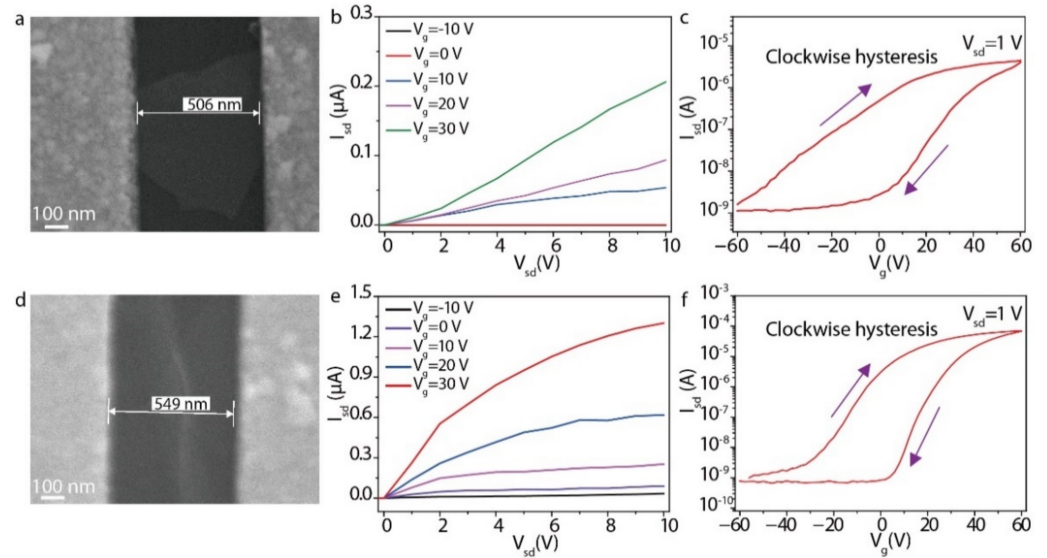 a
506 nm
100 nm
b
0.3
0.2
0.1
0.0
I_sd (μA)
V_g=-10 V
V_g=0 V
V_g=10 V
V_g=20 V
V_g=30 V
0 2 4 6 8 10
V_sd(V)
c
10⁻⁵
10⁻⁶
10⁻⁷
10⁻⁸
10⁻⁹
I_sd (A)
V_sd=1 V
Clockwise hysteresis
−60 −40 −20 0 20 40 60
V_g(V)
d
549 nm
100 nm
e
1.5
1.2
0.9
0.6
0.3
0.0
I_sd (μA)
V_g=-10 V
V_g=0 V
V_g=10 V
V_g=20 V
V_g=30 V
0 2 4 6 8 10
V_sd(V)
f
10⁻³
10⁻⁴
10⁻⁵
10⁻⁶
10⁻⁷
10⁻⁸
10⁻⁹
10⁻¹⁰
I_sd (A)
V_sd=1 V
Clockwise hysteresis
−60 −40 −20 0 20 40 60
V_g(V)